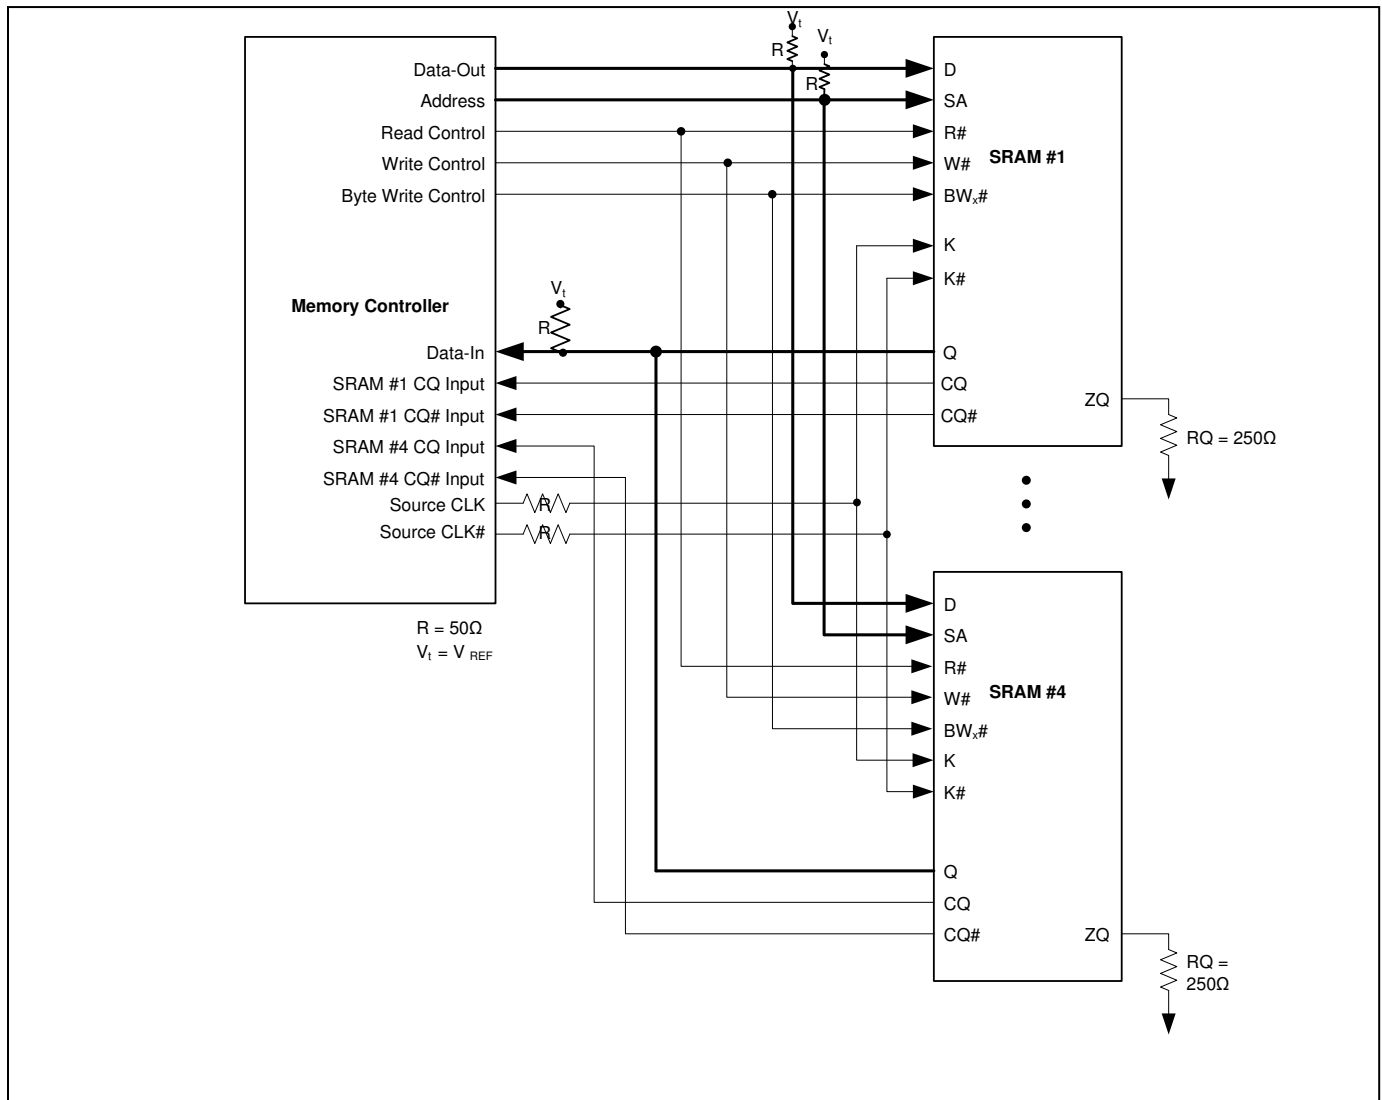 Vt
R
Vt
R
Data-Out
Address
Read Control
Write Control
Byte Write Control
Memory Controller
Vt
R
Data-In
SRAM #1 CQ Input
SRAM #1 CQ# Input
SRAM #4 CQ Input
SRAM #4 CQ# Input
Source CLK
R
Source CLK#
R
R = 50Ω
Vt = V REF
D
SA
R#
SRAM #1
W#
BWx#
K
K#
Q
CQ
CQ#
ZQ
RQ = 250Ω
D
SA
R#
SRAM #4
W#
BWx#
K
K#
Q
CQ
CQ#
ZQ
RQ =
250Ω